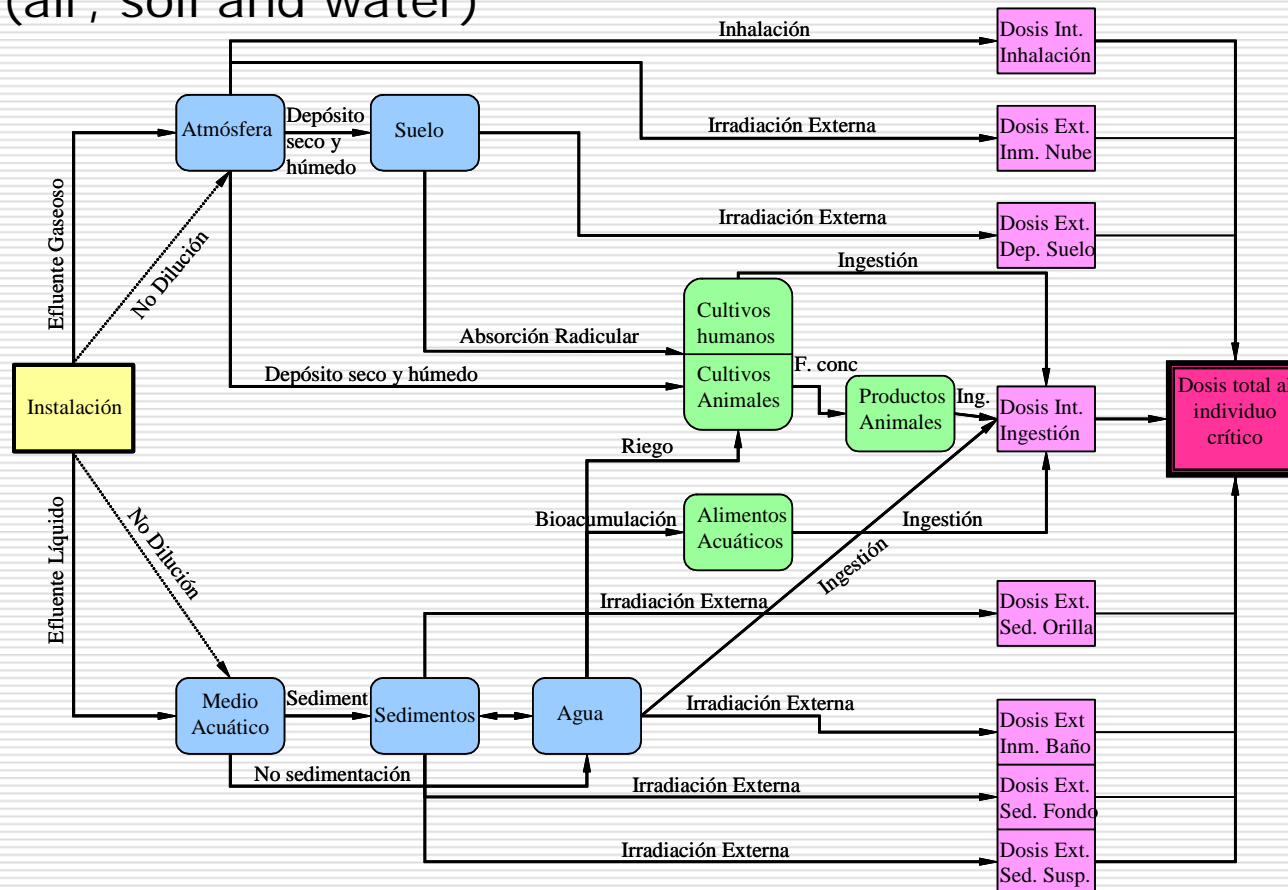 (air, soil and water)
Inhalación
Dosis Int.
Inhalación
Atmósfera
Depósito
seco y
húmedo
Suelo
Irradiación Externa
Dosis Ext.
Inm. Nube
Irradiación Externa
Dosis Ext.
Dep. Suelo
Efluente Gaseoso
No Dilución
Ingestión
Cultivos
humanos
Absorción Radicular
Cultivos
Animales
F. conc
Depósito seco y húmedo
Productos
Animales
Ing.
Dosis Int.
Ingestión
Dosis total al
individuo
crítico
Instalación
Riego
Bioacumulación
Alimentos
Acuáticos
Ingestión
Ingestión
Efluente Líquido
No Dilución
Irradiación Externa
Dosis Ext.
Sed. Orilla
Medio
Acuático
Sediment
Sedimentos
Agua
Irradiación Externa
Dosis Ext
Inm. Baño
No sedimentación
Irradiación Externa
Dosis Ext.
Sed. Fondo
Irradiación Externa
Dosis Ext.
Sed. Susp.